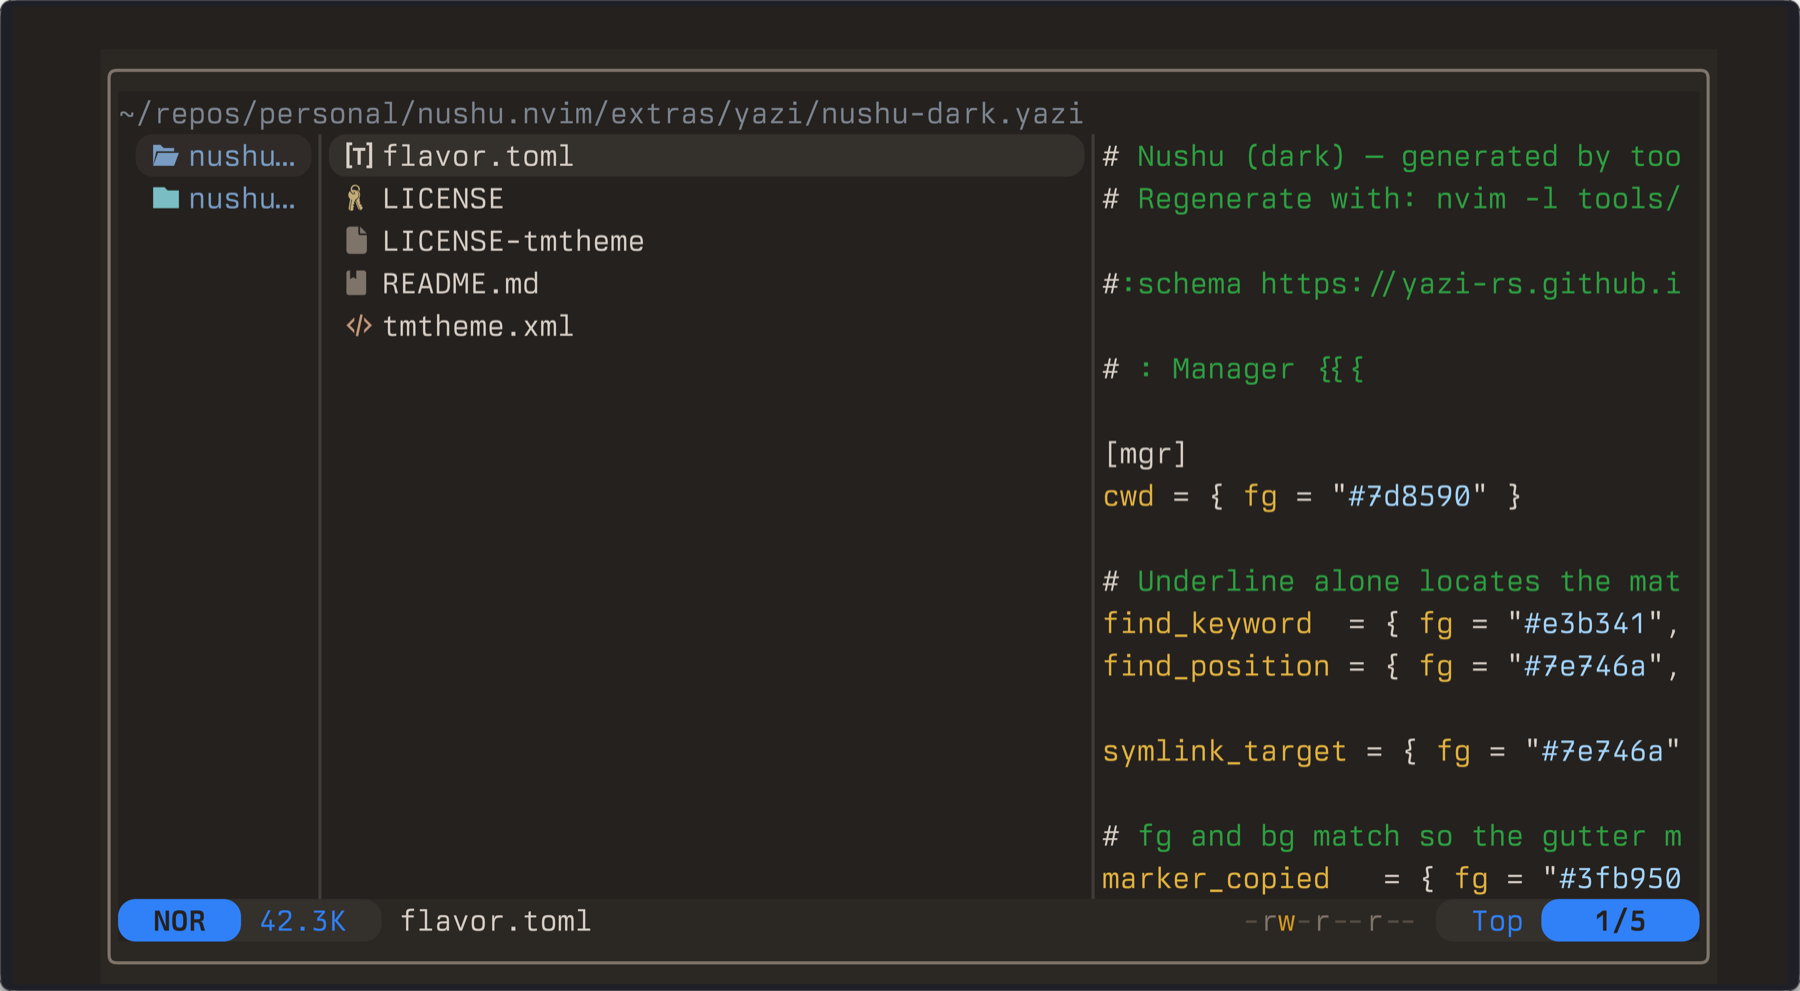 ~/repos/personal/nushu.nvim/extras/yazi/nushu-dark.yazi
nushu…
nushu…
[T] flavor.toml
LICENSE
LICENSE-tmtheme
README.md
</> tmtheme.xml
# Nushu (dark) — generated by too
# Regenerate with: nvim -l tools/
#:schema https://yazi-rs.github.i
# : Manager {{{
[mgr]
cwd = { fg = "#7d8590" }
# Underline alone locates the mat
find_keyword  = { fg = "#e3b341",
find_position = { fg = "#7e746a",
symlink_target = { fg = "#7e746a"
# fg and bg match so the gutter m
marker_copied   = { fg = "#3fb950
NOR 42.3K flavor.toml -rw-r--r-- Top 1/5